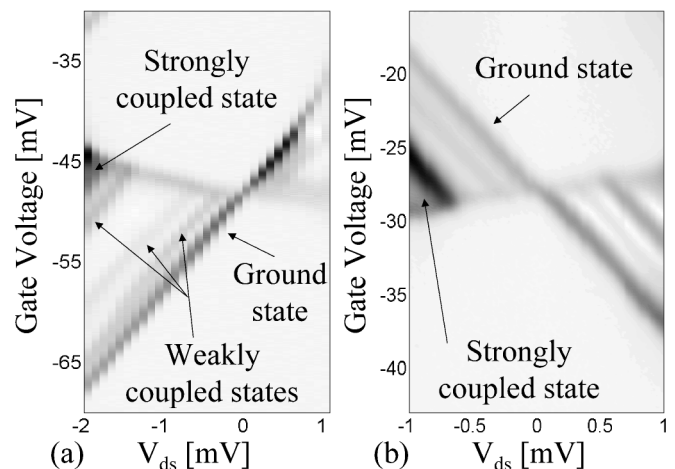 -35
-45
-55
-65
Gate Voltage [mV]
Strongly
coupled state
Ground
state
Weakly
coupled states
-2
-1
0
1
(a)
V_ds [mV]
-20
-25
-30
-35
-40
Gate Voltage [mV]
Ground state
Strongly
coupled state
-1
-0.5
0
0.5
1
(b)
V_ds [mV]